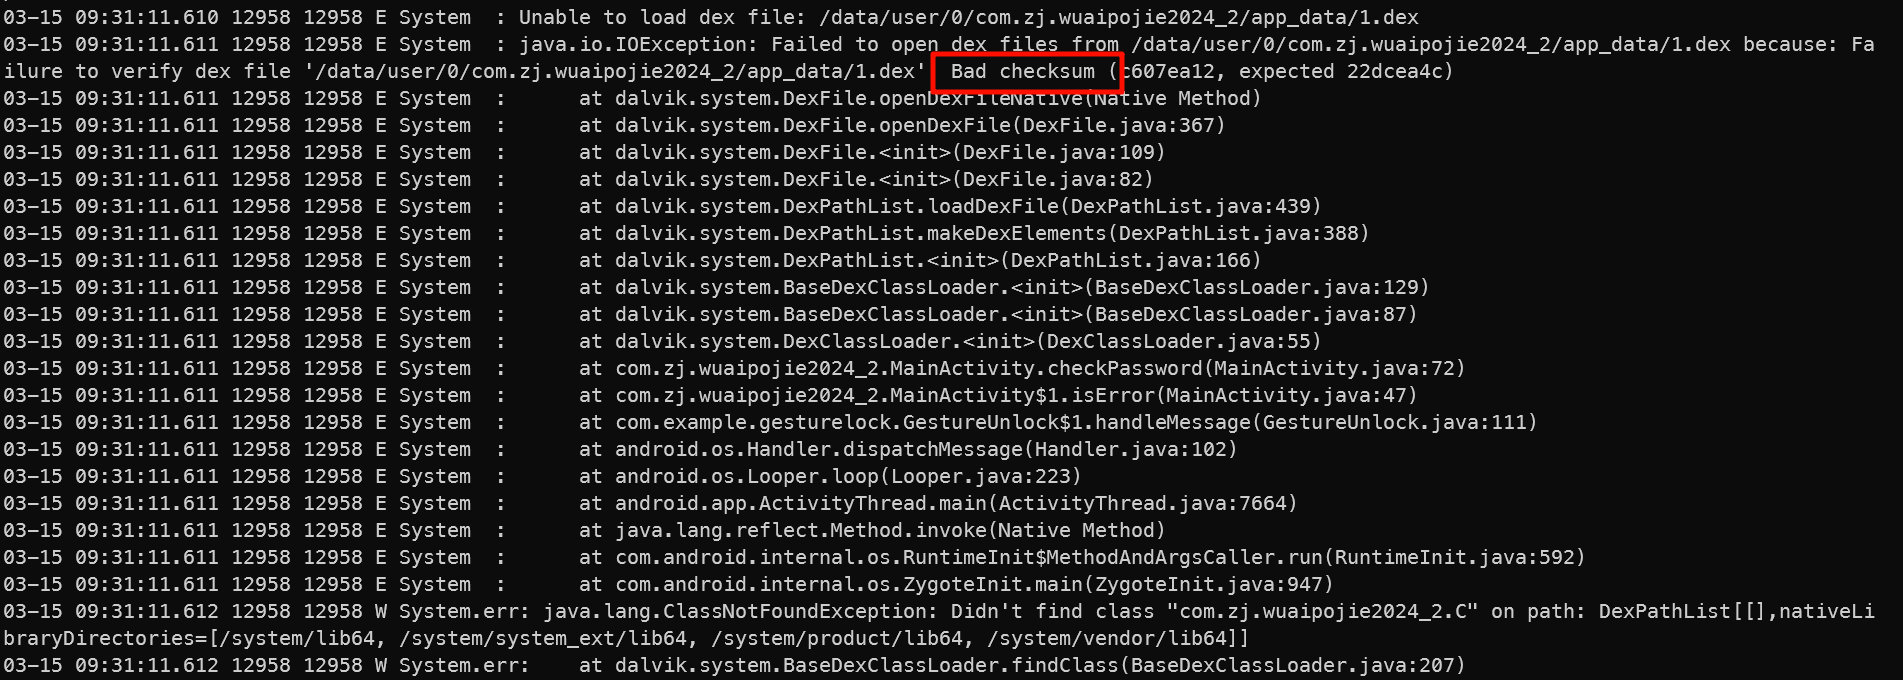 03-15 09:31:11.610 12958 12958 E System  : Unable to load dex file: /data/user/0/com.zj.wuaipojie2024_2/app_data/1.dex
03-15 09:31:11.611 12958 12958 E System  : java.io.IOException: Failed to open dex files from /data/user/0/com.zj.wuaipojie2024_2/app_data/1.dex because: Fa
ilure to verify dex file '/data/user/0/com.zj.wuaipojie2024_2/app_data/1.dex' Bad checksum (c607ea12, expected 22dcea4c)
03-15 09:31:11.611 12958 12958 E System  :      at dalvik.system.DexFile.openDexFileNative(Native Method)
03-15 09:31:11.611 12958 12958 E System  :      at dalvik.system.DexFile.openDexFile(DexFile.java:367)
03-15 09:31:11.611 12958 12958 E System  :      at dalvik.system.DexFile.<init>(DexFile.java:109)
03-15 09:31:11.611 12958 12958 E System  :      at dalvik.system.DexFile.<init>(DexFile.java:82)
03-15 09:31:11.611 12958 12958 E System  :      at dalvik.system.DexPathList.loadDexFile(DexPathList.java:439)
03-15 09:31:11.611 12958 12958 E System  :      at dalvik.system.DexPathList.makeDexElements(DexPathList.java:388)
03-15 09:31:11.611 12958 12958 E System  :      at dalvik.system.DexPathList.<init>(DexPathList.java:166)
03-15 09:31:11.611 12958 12958 E System  :      at dalvik.system.BaseDexClassLoader.<init>(BaseDexClassLoader.java:129)
03-15 09:31:11.611 12958 12958 E System  :      at dalvik.system.BaseDexClassLoader.<init>(BaseDexClassLoader.java:87)
03-15 09:31:11.611 12958 12958 E System  :      at dalvik.system.DexClassLoader.<init>(DexClassLoader.java:55)
03-15 09:31:11.611 12958 12958 E System  :      at com.zj.wuaipojie2024_2.MainActivity.checkPassword(MainActivity.java:72)
03-15 09:31:11.611 12958 12958 E System  :      at com.zj.wuaipojie2024_2.MainActivity$1.isError(MainActivity.java:47)
03-15 09:31:11.611 12958 12958 E System  :      at com.example.gesturelock.GestureUnlock$1.handleMessage(GestureUnlock.java:111)
03-15 09:31:11.611 12958 12958 E System  :      at android.os.Handler.dispatchMessage(Handler.java:102)
03-15 09:31:11.611 12958 12958 E System  :      at android.os.Looper.loop(Looper.java:223)
03-15 09:31:11.611 12958 12958 E System  :      at android.app.ActivityThread.main(ActivityThread.java:7664)
03-15 09:31:11.611 12958 12958 E System  :      at java.lang.reflect.Method.invoke(Native Method)
03-15 09:31:11.611 12958 12958 E System  :      at com.android.internal.os.RuntimeInit$MethodAndArgsCaller.run(RuntimeInit.java:592)
03-15 09:31:11.611 12958 12958 E System  :      at com.android.internal.os.ZygoteInit.main(ZygoteInit.java:947)
03-15 09:31:11.612 12958 12958 W System.err: java.lang.ClassNotFoundException: Didn't find class "com.zj.wuaipojie2024_2.C" on path: DexPathList[[],nativeLi
braryDirectories=[/system/lib64, /system/system_ext/lib64, /system/product/lib64, /system/vendor/lib64]]
03-15 09:31:11.612 12958 12958 W System.err:    at dalvik.system.BaseDexClassLoader.findClass(BaseDexClassLoader.java:207)